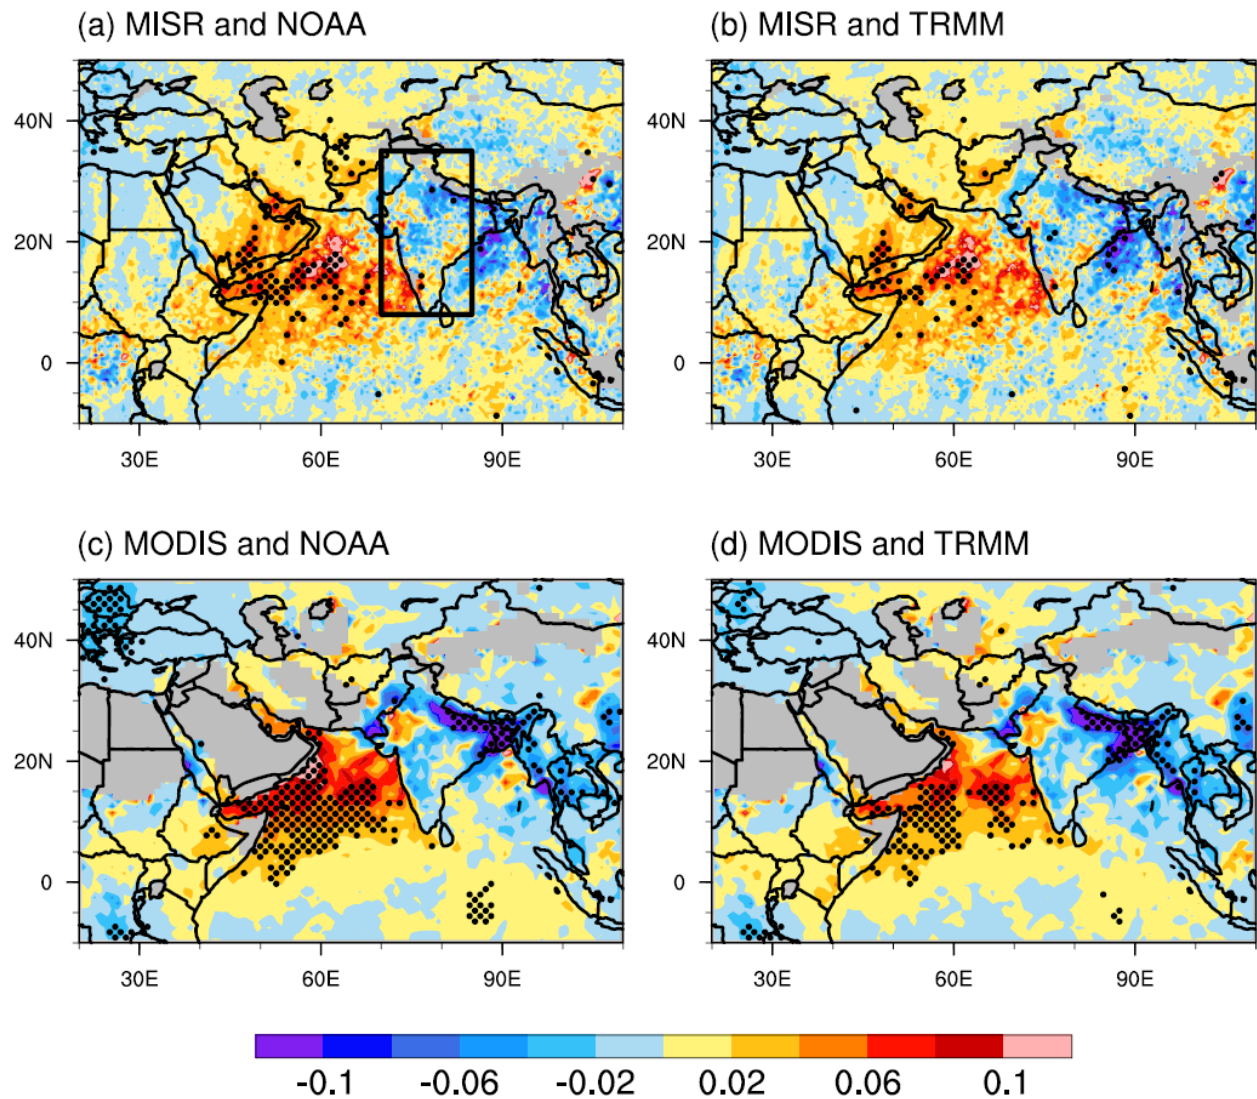 (a) MISR and NOAA
(b) MISR and TRMM
40N
20N
0
30E 60E 90E
40N
20N
0
30E 60E 90E
(c) MODIS and NOAA
(d) MODIS and TRMM
40N
20N
0
30E 60E 90E
40N
20N
0
30E 60E 90E
-0.1 -0.06 -0.02 0.02 0.06 0.1